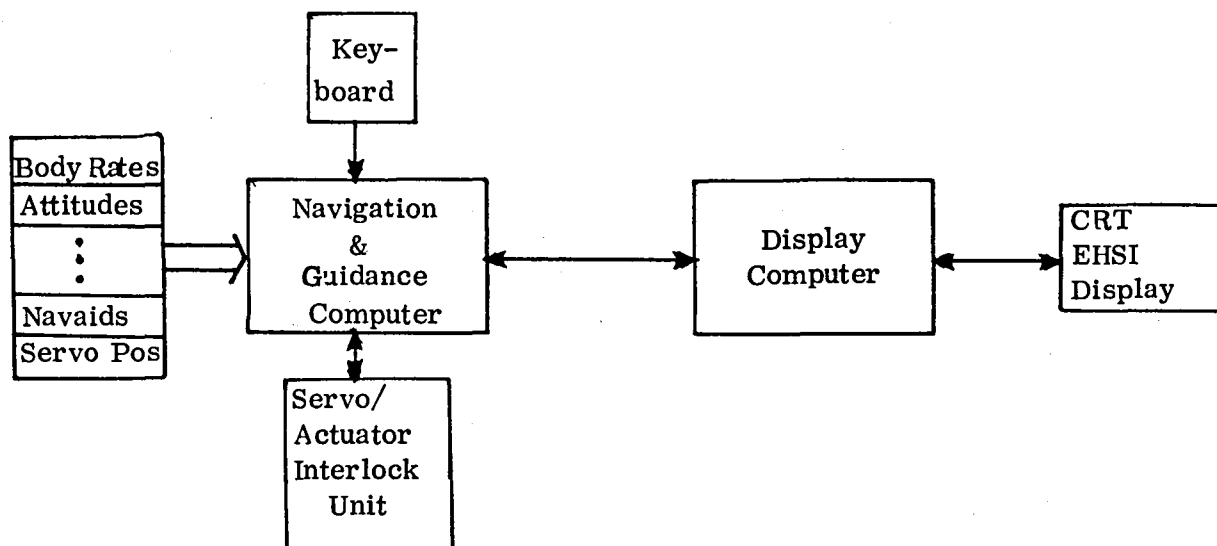 Key-
board
Body Rates
Attitudes
Navaids
Servo Pos
Navigation
&
Guidance
Computer
Display
Computer
CRT
EHSI
Display
Servo/
Actuator
Interlock
Unit